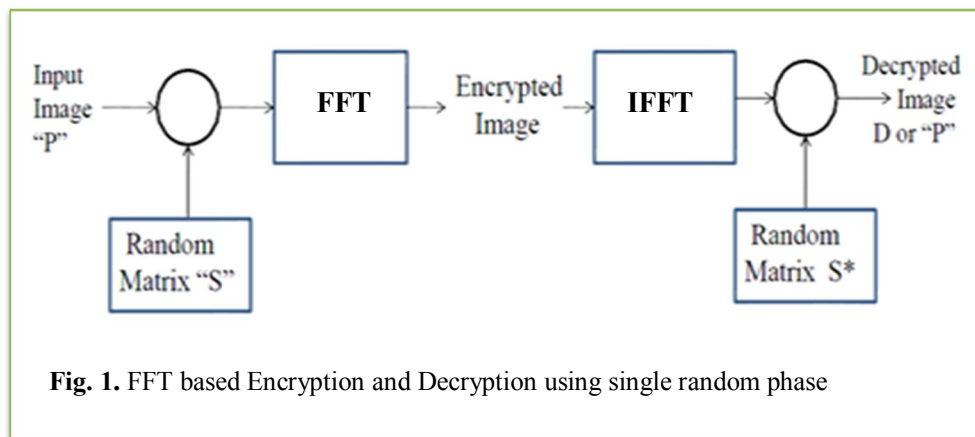 Input
Image
“P”
FFT
Encrypted
Image
IFFT
Decrypted
Image
D or “P”
Random
Matrix “S”
Random
Matrix S*
Fig. 1. FFT based Encryption and Decryption using single random phase